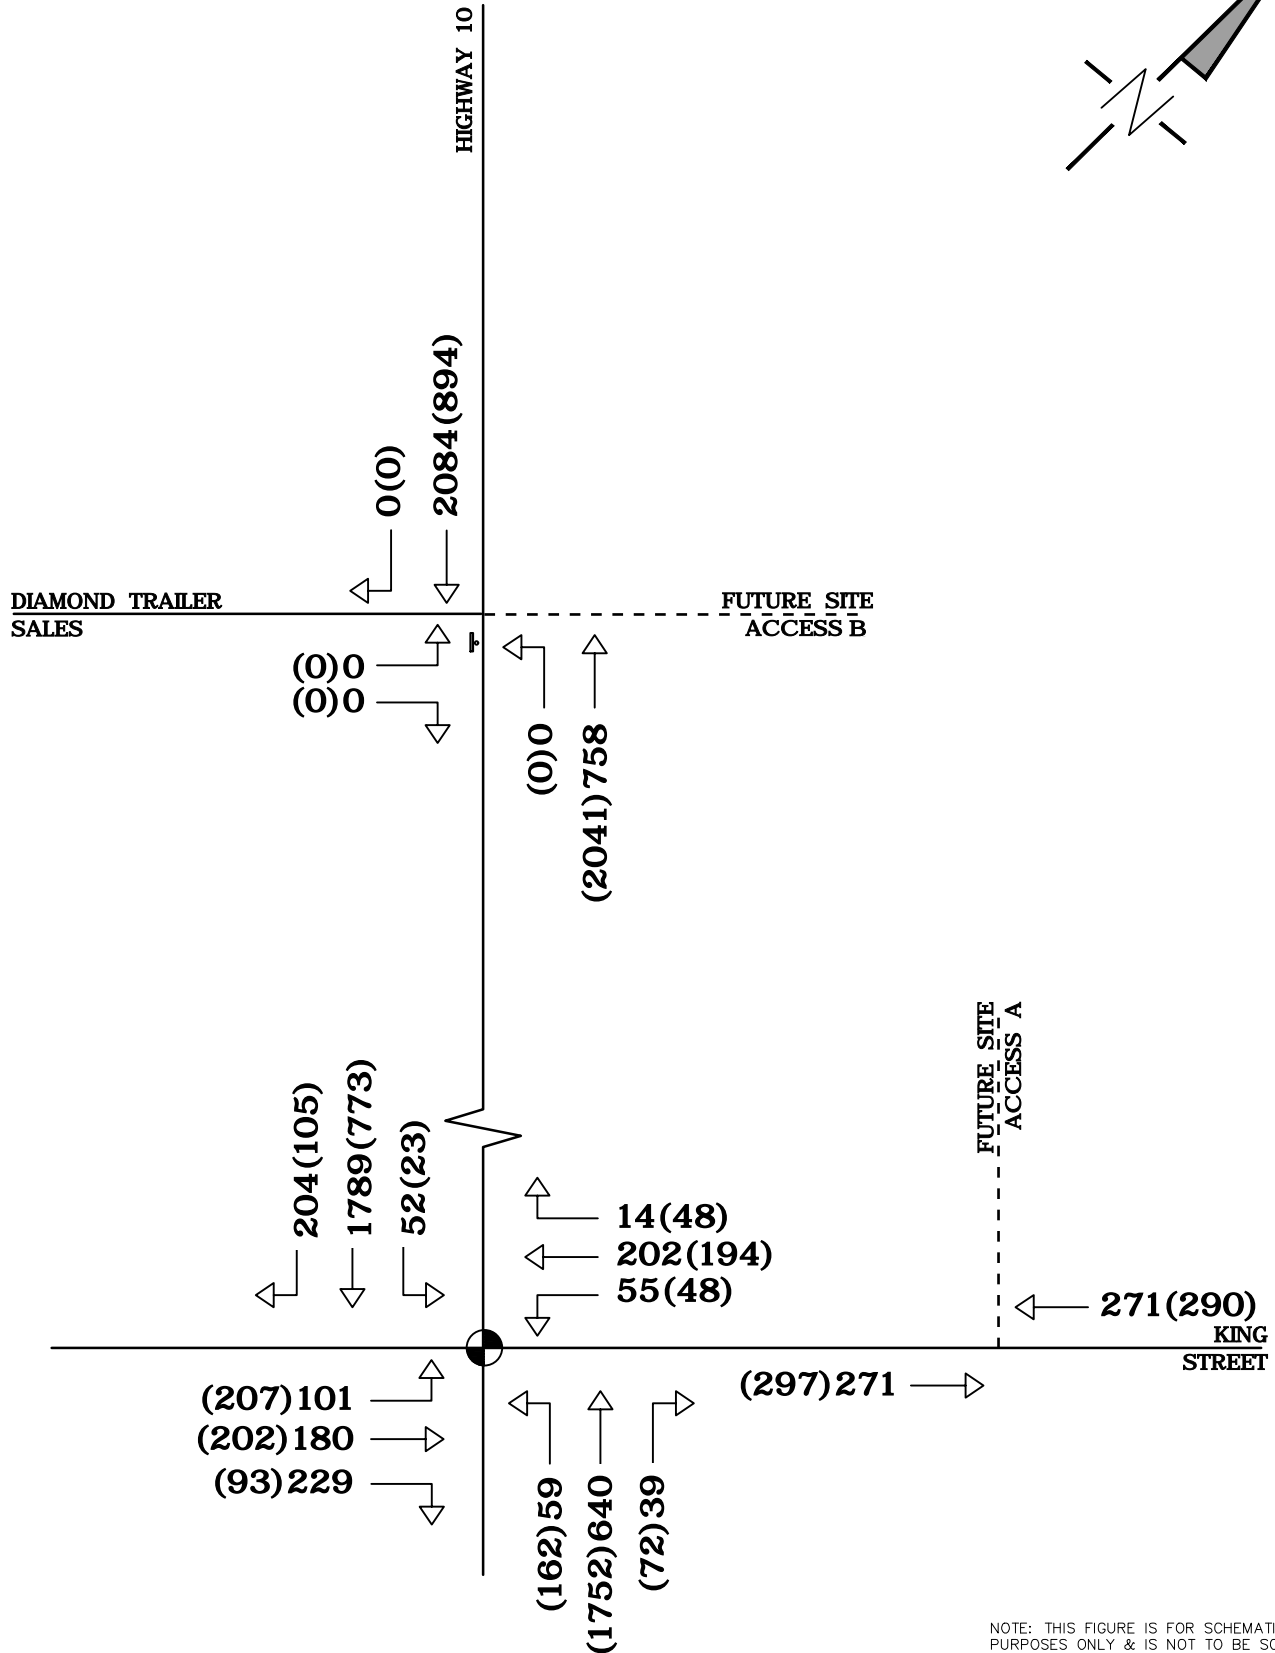 HIGHWAY 10
N
0(0)
2084(894)
DIAMOND TRAILER
SALES
FUTURE SITE
ACCESS B
(0)0
(0)0
(0)0
(2041)758
FUTURE SITE
ACCESS A
204(105)
1789(773)
52(23)
14(48)
202(194)
55(48)
271(290)
KING
STREET
(297)271
(207)101
(202)180
(93)229
(162)59
(1752)640
(72)39
NOTE: THIS FIGURE IS FOR SCHEMATI
PURPOSES ONLY & IS NOT TO BE SC